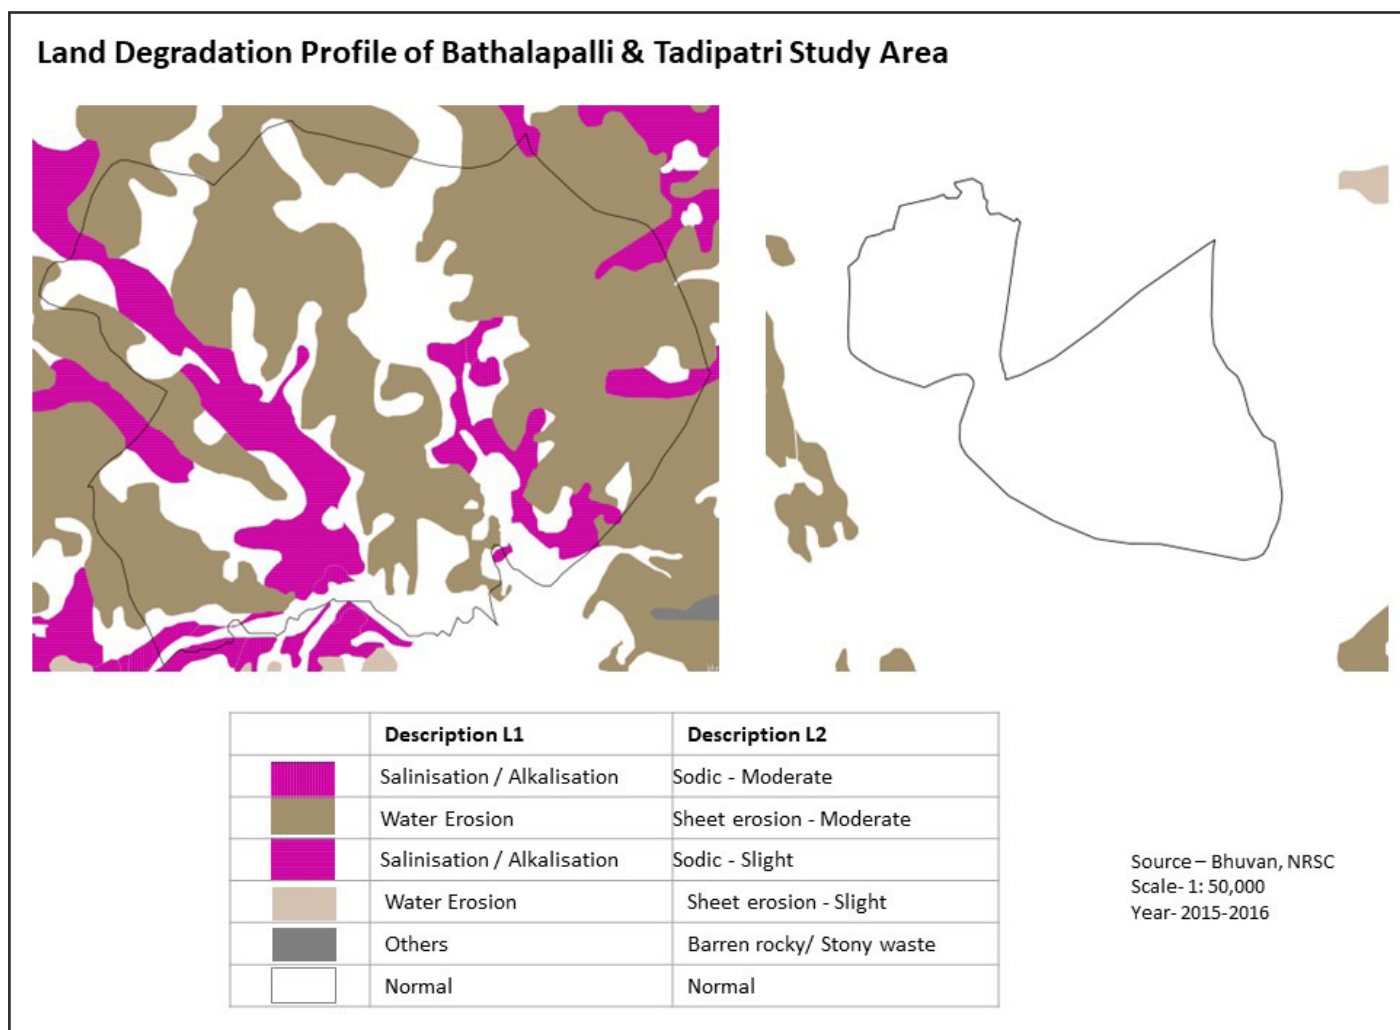 Land Degradation Profile of Bathalapalli & Tadipatri Study Area
Description L1 Description L2
Salinisation / Alkalisation Sodic - Moderate
Water Erosion Sheet erosion - Moderate
Salinisation / Alkalisation Sodic - Slight
Water Erosion Sheet erosion - Slight
Others Barren rocky/ Stony waste
Normal Normal
Source – Bhuvan, NRSC
Scale- 1: 50,000
Year- 2015-2016